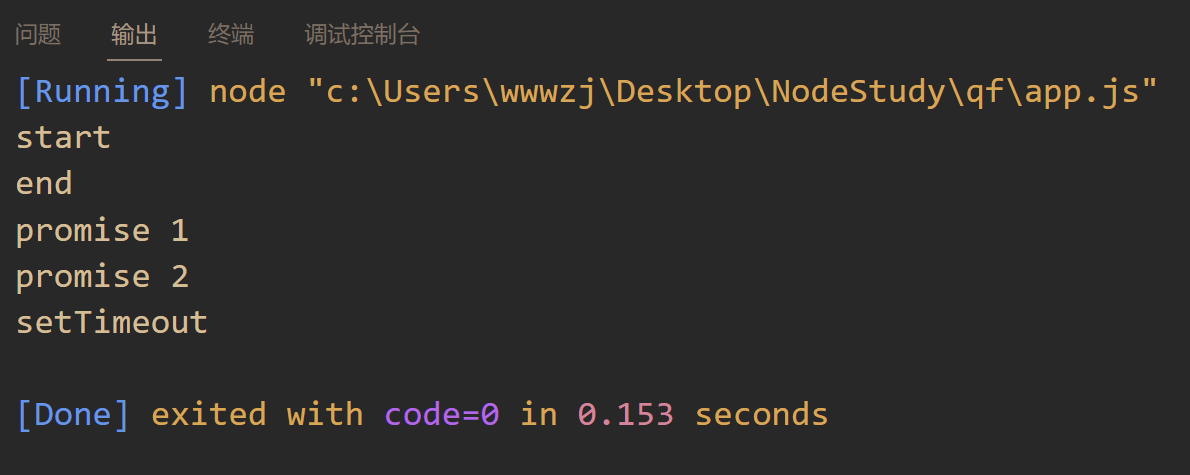 问题 输出 终端 调试控制台
[Running] node "c:\Users\wwwzj\Desktop\NodeStudy\qf\app.js"
start
end
promise 1
promise 2
setTimeout
[Done] exited with code=0 in 0.153 seconds